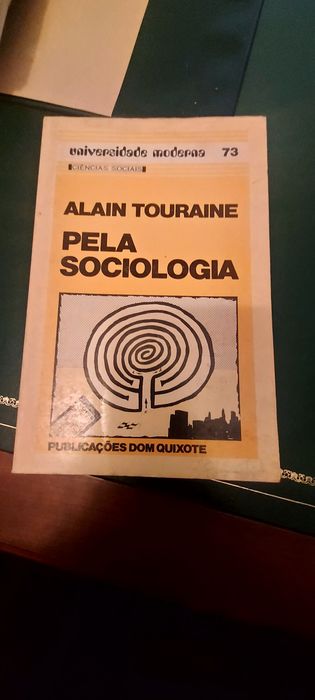 universidade moderna 73
CIÊNCIAS SOCIAIS
ALAIN TOURAINE
PELA
SOCIOLOGIA
PUBLICAÇÕES DOM QUIXOTE